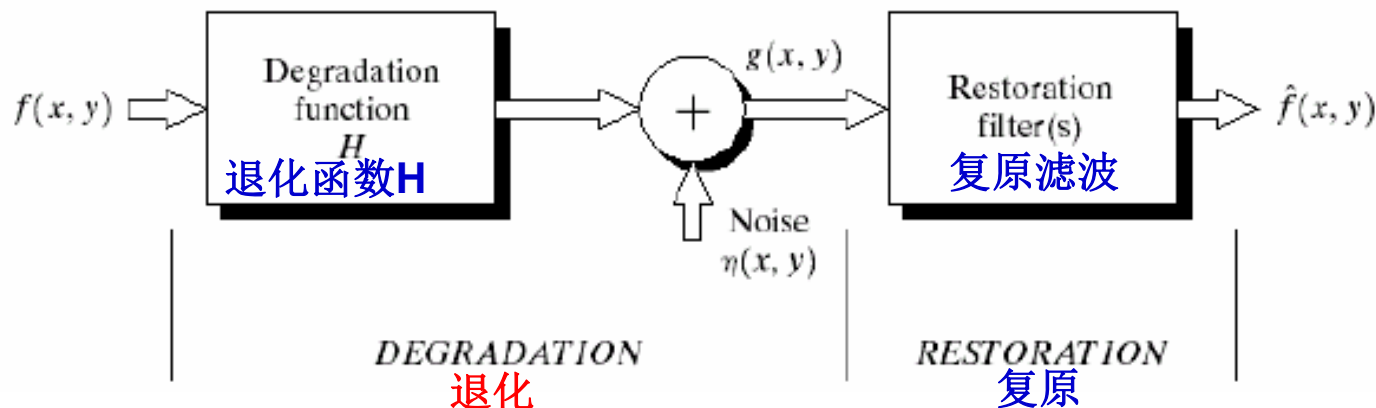 f(x, y)
Degradation
function
H
退化函数H
+
g(x, y)
Noise
η(x, y)
Restoration
filter(s)
复原滤波
f̂(x, y)
DEGRADATION
退化
RESTORATION
复原